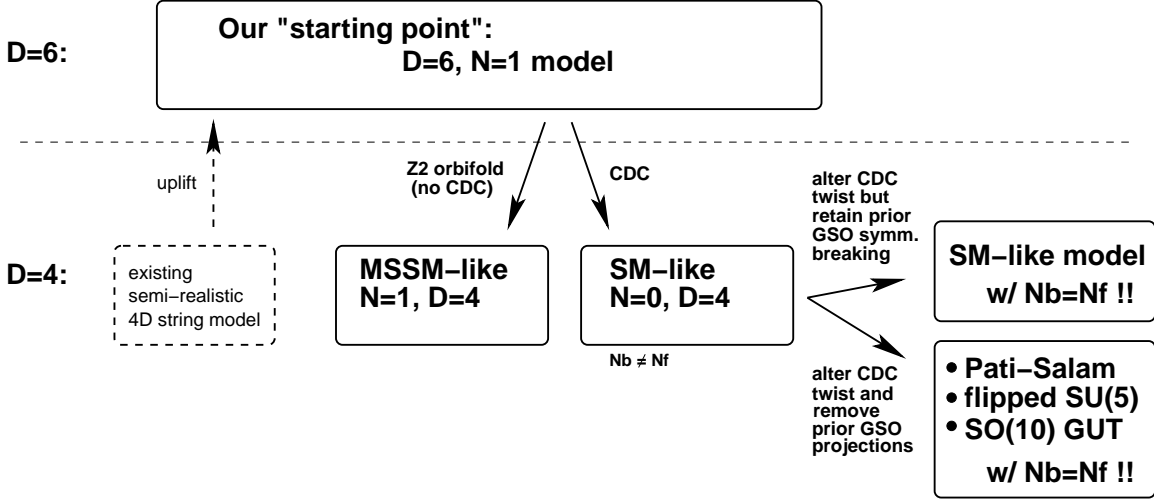 D=6:
Our "starting point":
D=6, N=1 model
uplift
Z2 orbifold
(no CDC)
CDC
D=4:
existing
semi−realistic
4D string model
MSSM−like
N=1, D=4
SM−like
N=0, D=4
Nb ≠ Nf
alter CDC
twist but
retain prior
GSO symm.
breaking
SM−like model
w/ Nb=Nf !!
alter CDC
twist and
remove
prior GSO
projections
• Pati−Salam
• flipped SU(5)
• SO(10) GUT
w/ Nb=Nf !!